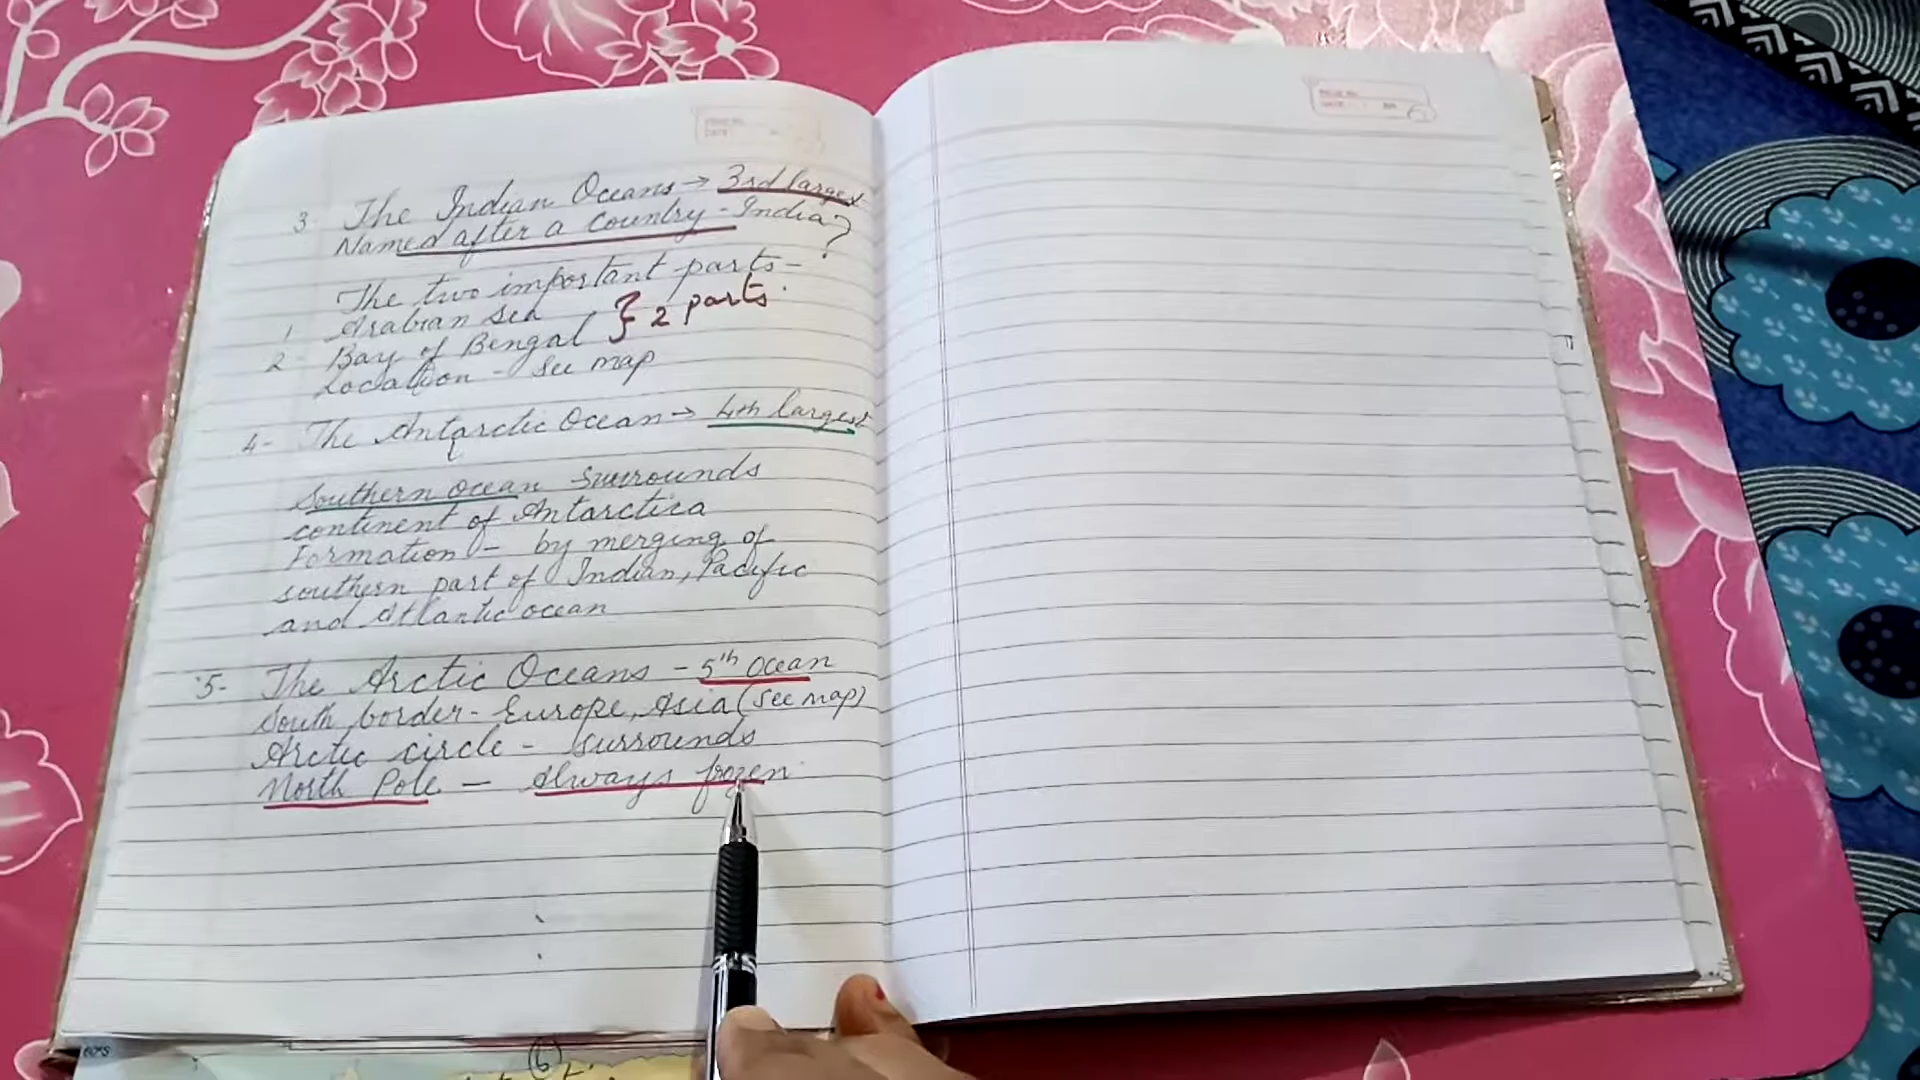 3- The Indian Oceans → 3rd largest
Named after a country - India?
The two important parts -
1 Arabian Sea
} 2 parts.
2- Bay of Bengal
Location - See map
4- The Antarctic Ocean → 4th largest
Southern Ocean Surrounds
continent of Antarctica
Formation - by merging of
southern part of Indian, Pacific
and Atlantic ocean
5- The Arctic Oceans - 5th Ocean
South border - Europe, Asia (See map)
Arctic circle - surrounds
North Pole - Always frozen